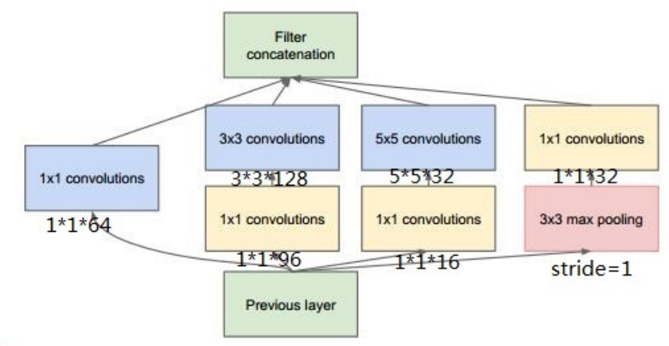 Filter
concatenation
3x3 convolutions
5x5 convolutions
1x1 convolutions
1x1 convolutions
3*3*128
5*5*32
1*1*32
1*1*64
1x1 convolutions
1x1 convolutions
3x3 max pooling
1*1*96
1*1*16
stride=1
Previous layer